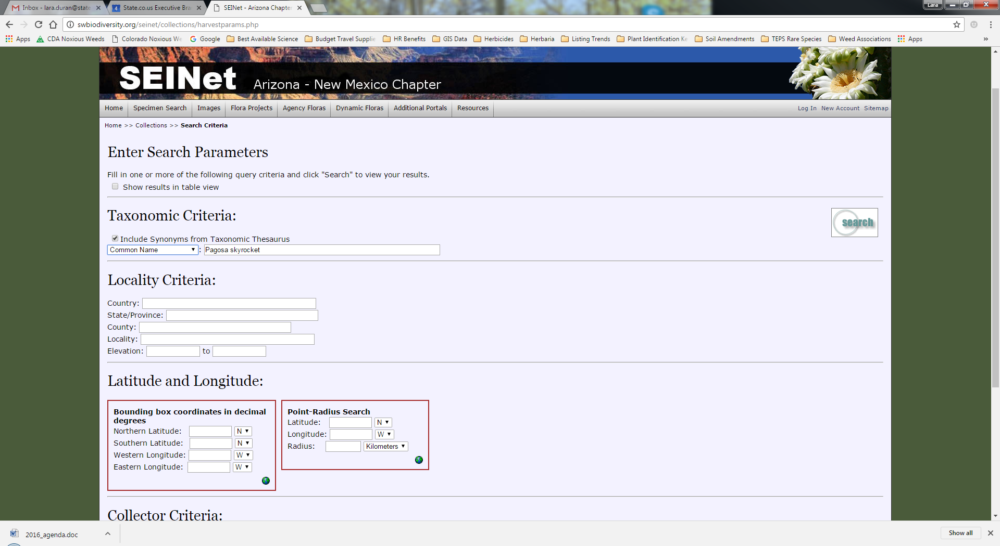 Inbox - lara.duran@state
State.co.us Executive Bra
SEINet - Arizona Chapter
Lara
swbiodiversity.org/seinet/collections/harvestparams.php
Apps CDA Noxious Weeds Colorado Noxious We Google Best Available Science Budget Travel Supplie HR Benefits GIS Data Herbicides Herbaria Listing Trends Plant Identification Ke Soil Amendments TEPS Rare Species Weed Associations Apps »
SEINet Arizona - New Mexico Chapter
Home Specimen Search Images Flora Projects Agency Floras Dynamic Floras Additional Portals Resources Log In New Account Sitemap
Home >> Collections >> Search Criteria
Enter Search Parameters
Fill in one or more of the following query criteria and click "Search" to view your results.
Show results in table view
Taxonomic Criteria:
search
Include Synonyms from Taxonomic Thesaurus
Common Name : Pagosa skyrocket
Locality Criteria:
Country:
State/Province:
County:
Locality:
Elevation: to
Latitude and Longitude:
Bounding box coordinates in decimal
degrees
Northern Latitude: N
Southern Latitude: N
Western Longitude: W
Eastern Longitude: W
Point-Radius Search
Latitude: N
Longitude: W
Radius: Kilometers
Collector Criteria:
2016_agenda.doc
Show all